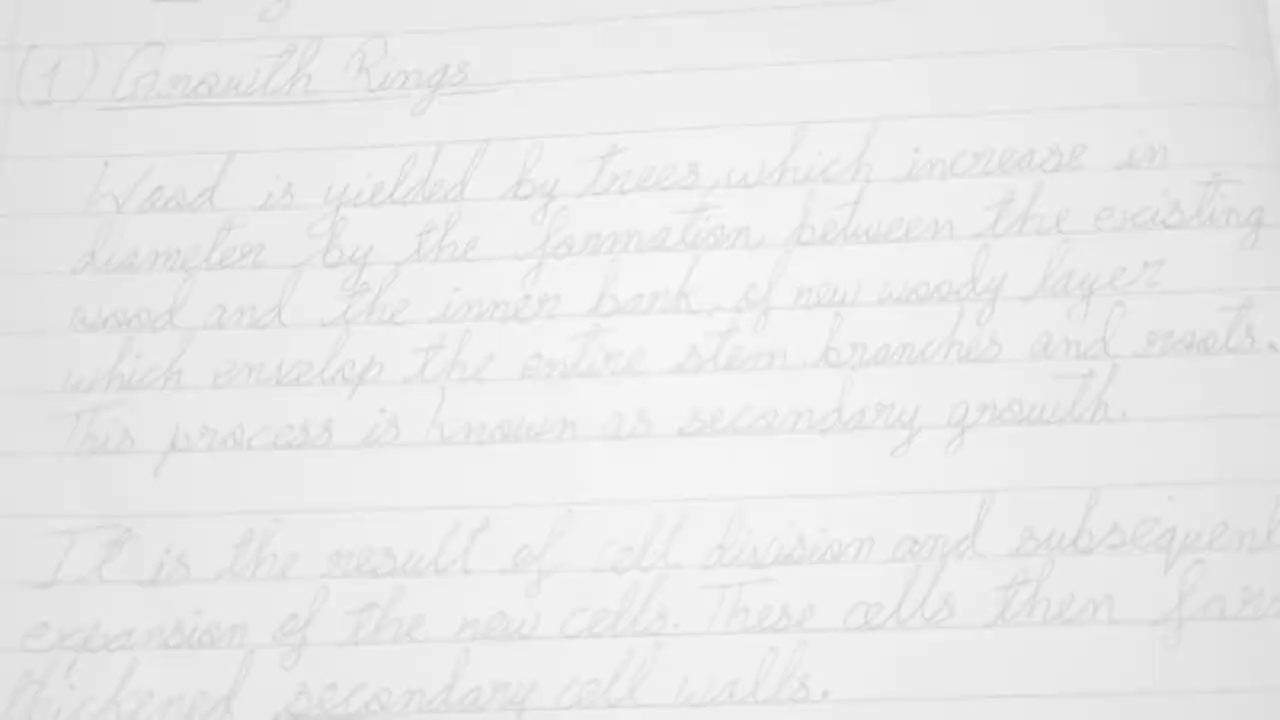 (1) Growth Rings
Wood is yielded by trees, which increase in
diameter by the formation, between the existing
wood and the inner bark, of new woody layer
which envelop the entire stem, branches and roots.
This process is known as secondary growth.
It is the result of cell division and subsequent
expansion of the new cells. These cells then
thickened secondary cell walls.